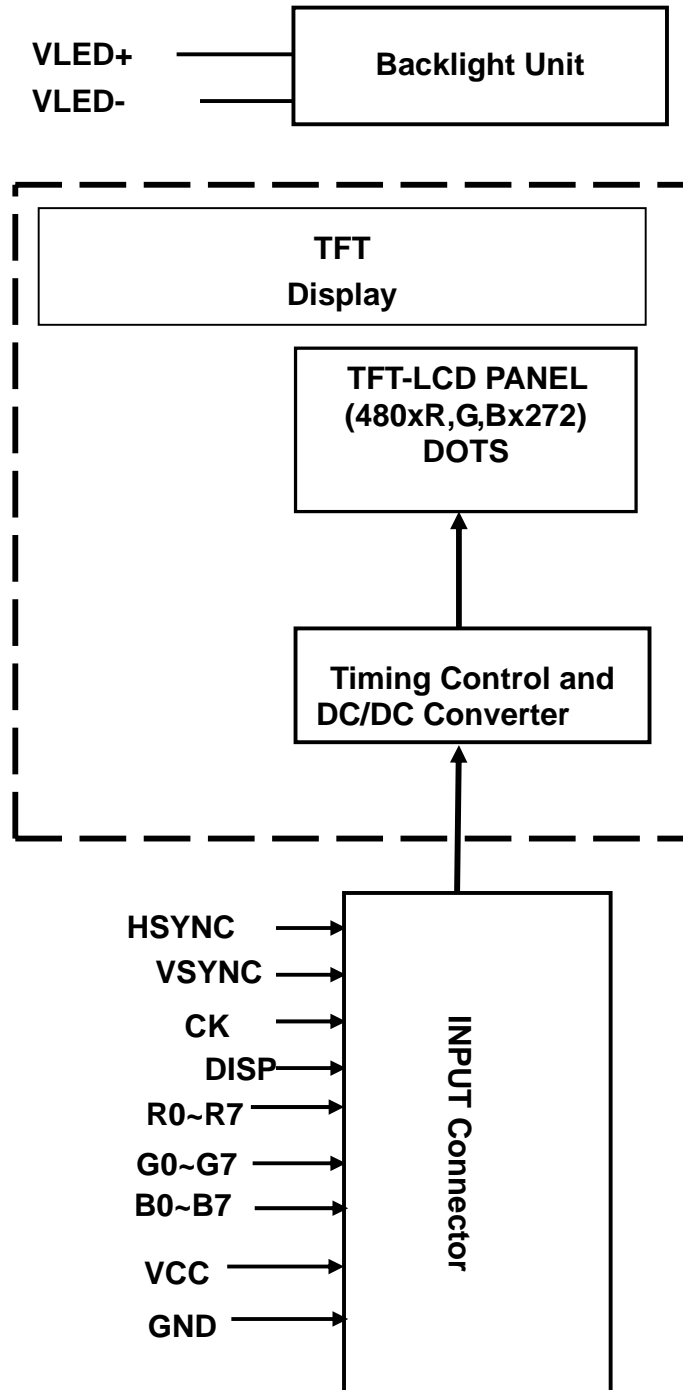 VLED+
VLED-
Backlight Unit
TFT
Display
TFT-LCD PANEL
(480xR,G,Bx272)
DOTS
Timing Control and
DC/DC Converter
HSYNC
VSYNC
CK
DISP
R0~R7
G0~G7
B0~B7
VCC
GND
INPUT Connector